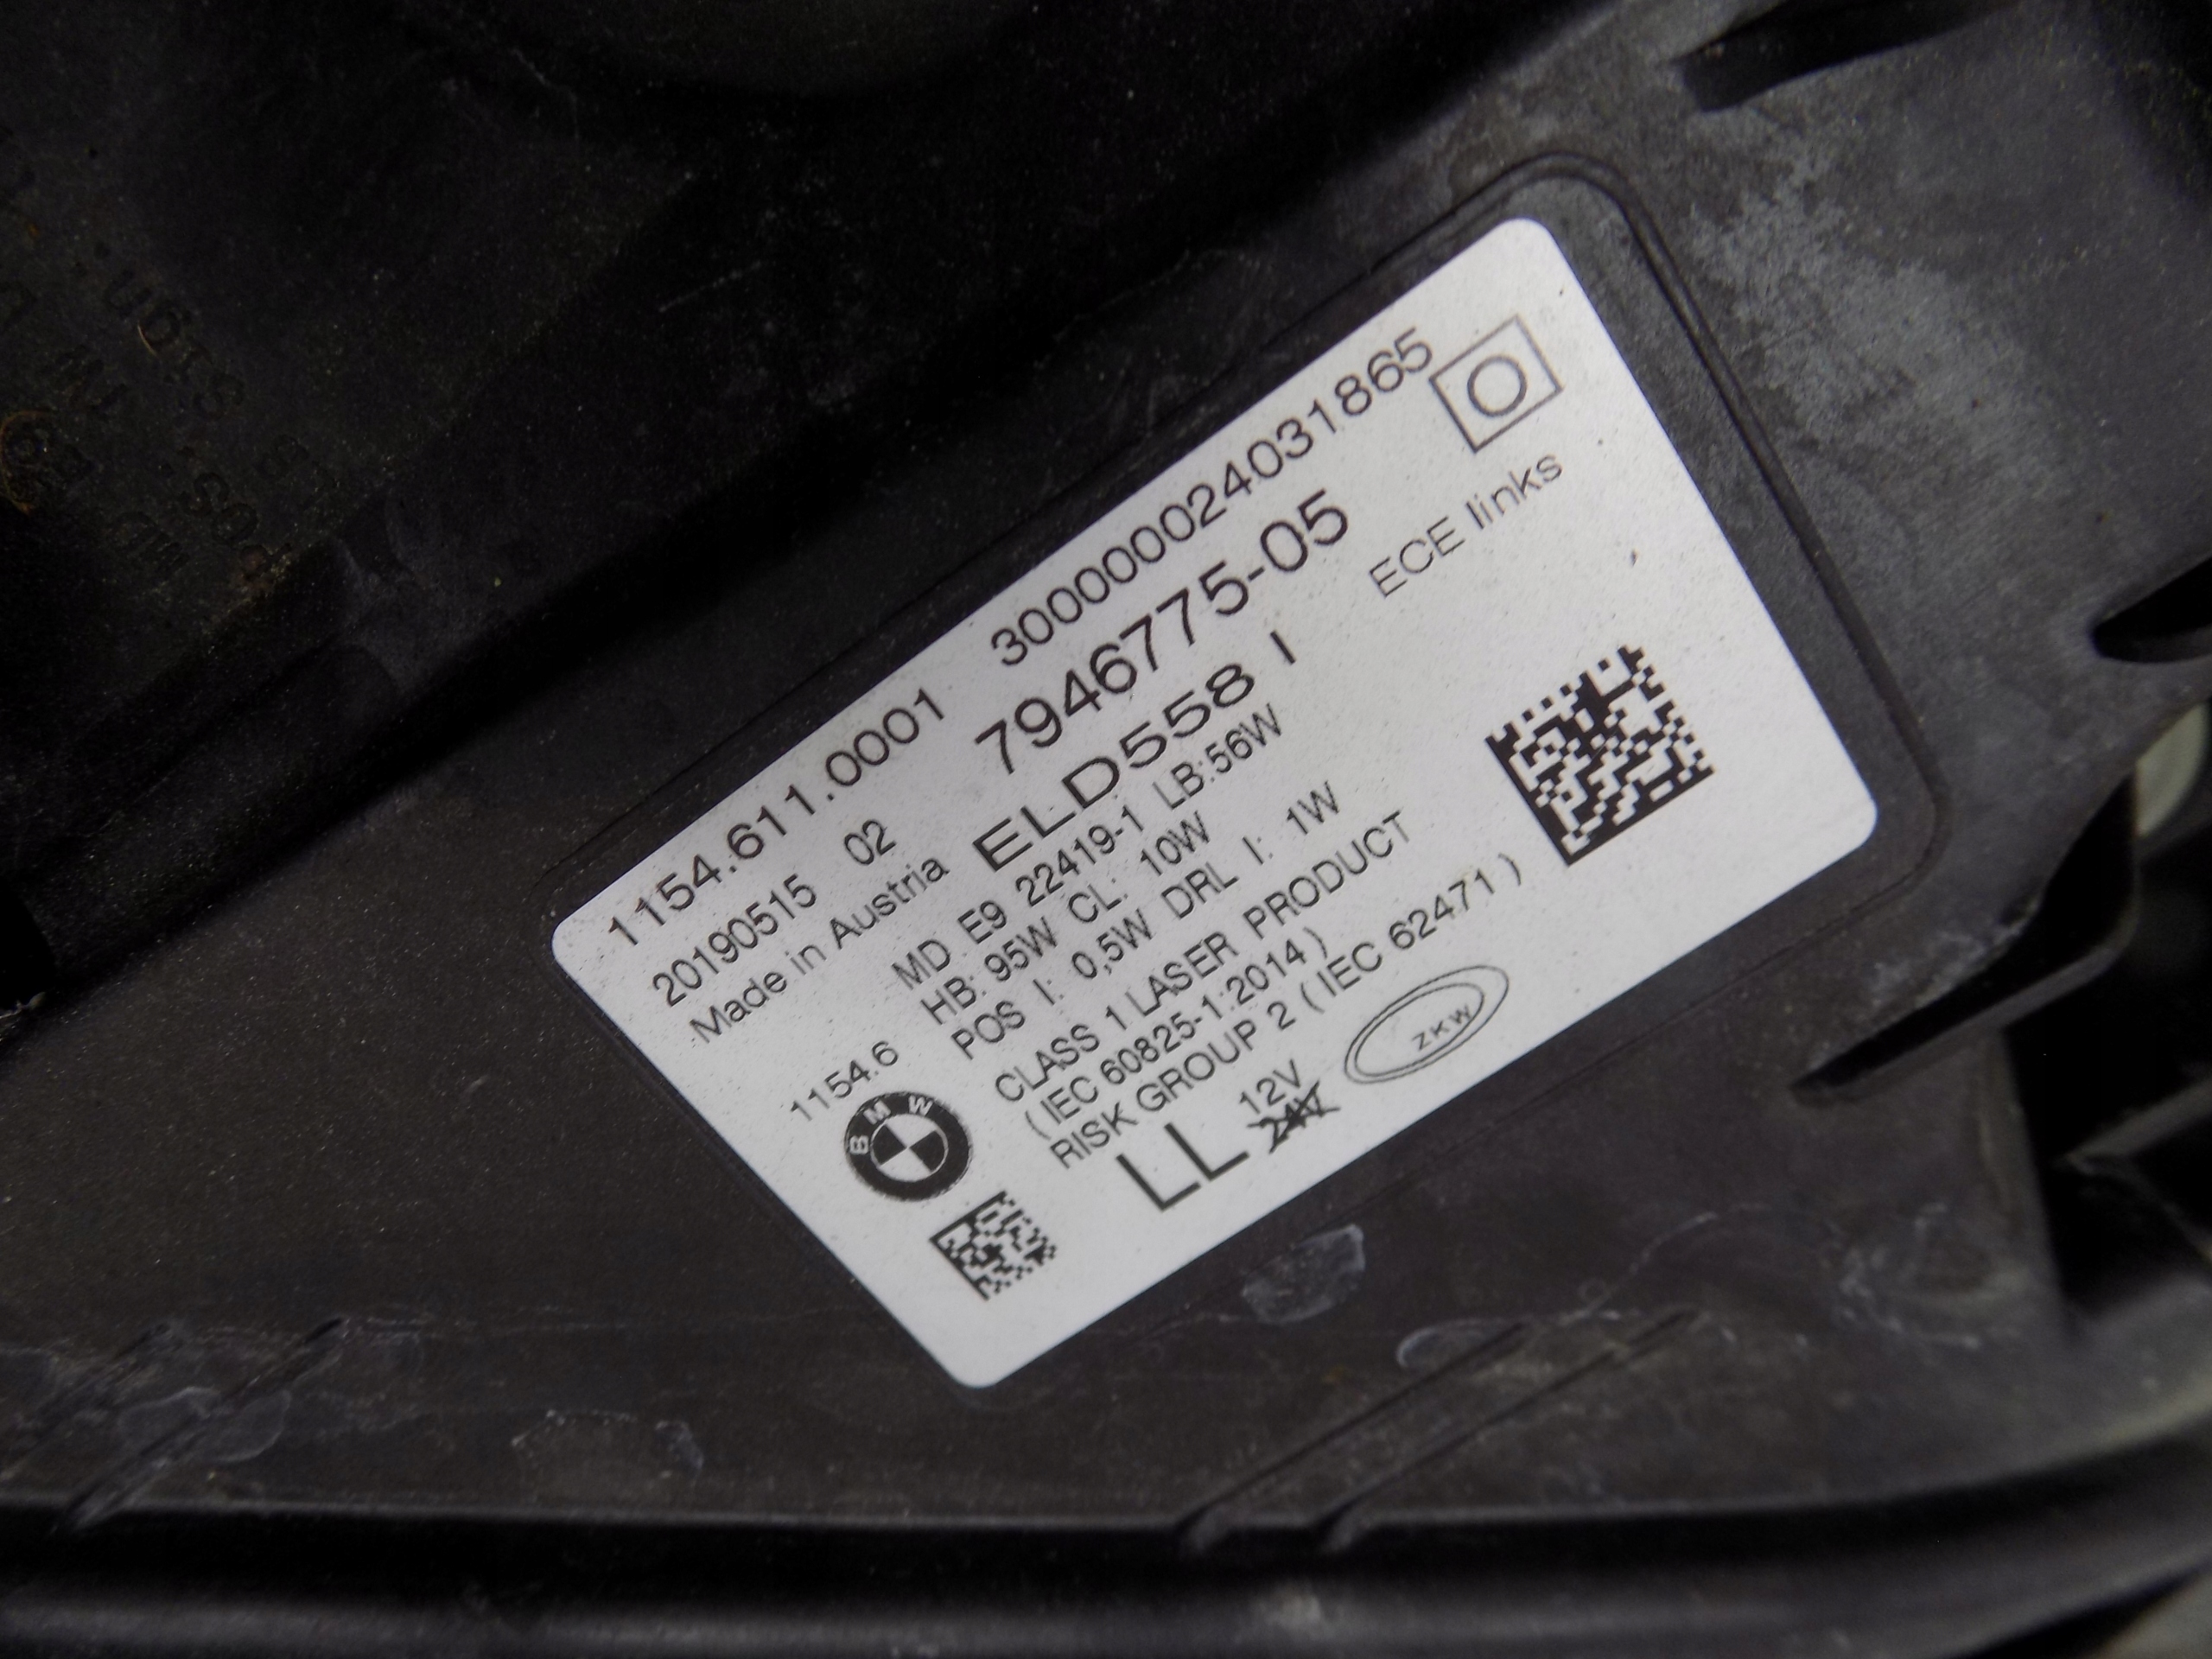 1154.611.0001 300000024031865
20190515 02 7946775-05 O
Made in Austria ELD558 I ECE links
MD E9 22419-1 LB:56W
HB: 95W CL: 10W
1154.6 POS I: 0,5W DRL I: 1W
BMW
CLASS 1 LASER PRODUCT
( IEC 60825-1:2014 )
RISK GROUP 2 ( IEC 62471 )
LL 12V
24V
ZKW